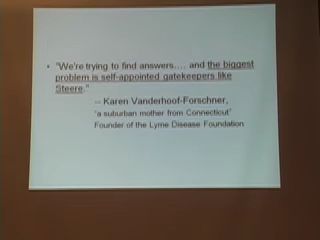 • "We're trying to find answers.... and the biggest
problem is self-appointed gatekeepers like
Steere."
-- Karen Vanderhoof-Forschner,
"a suburban mother from Connecticut"
Founder of the Lyme Disease Foundation